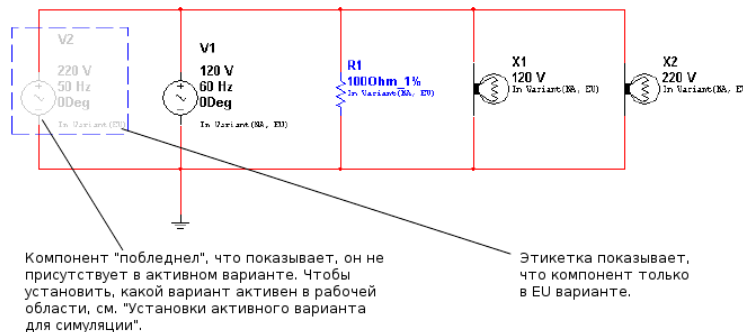 V2
220 V
50 Hz
0Deg
In Variant(EU)
V1
120 V
60 Hz
0Deg
In Variant(NA, EU)
R1
100Ohm_1%
In Variant(NA, EU)
X1
120 V
In Variant(NA, EU)
X2
220 V
In Variant(NA, EU
Компонент "побледнел", что показывает, он не
присутствует в активном варианте. Чтобы
установить, какой вариант активен в рабочей
области, см. "Установки активного варианта
для симуляции".
Этикетка показывает,
что компонент только
в EU варианте.